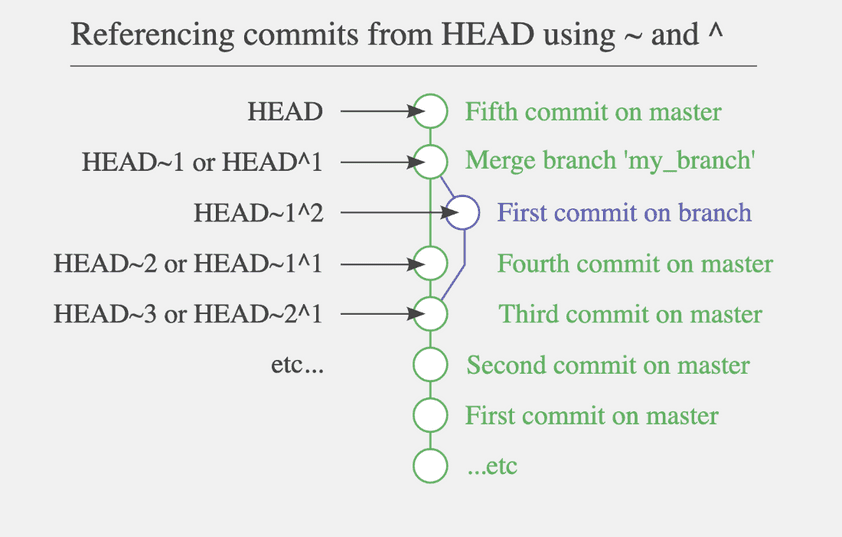 Referencing commits from HEAD using ~ and ^
HEAD Fifth commit on master
HEAD~1 or HEAD^1 Merge branch 'my_branch'
HEAD~1^2 First commit on branch
HEAD~2 or HEAD~1^1 Fourth commit on master
HEAD~3 or HEAD~2^1 Third commit on master
etc... Second commit on master
First commit on master
...etc